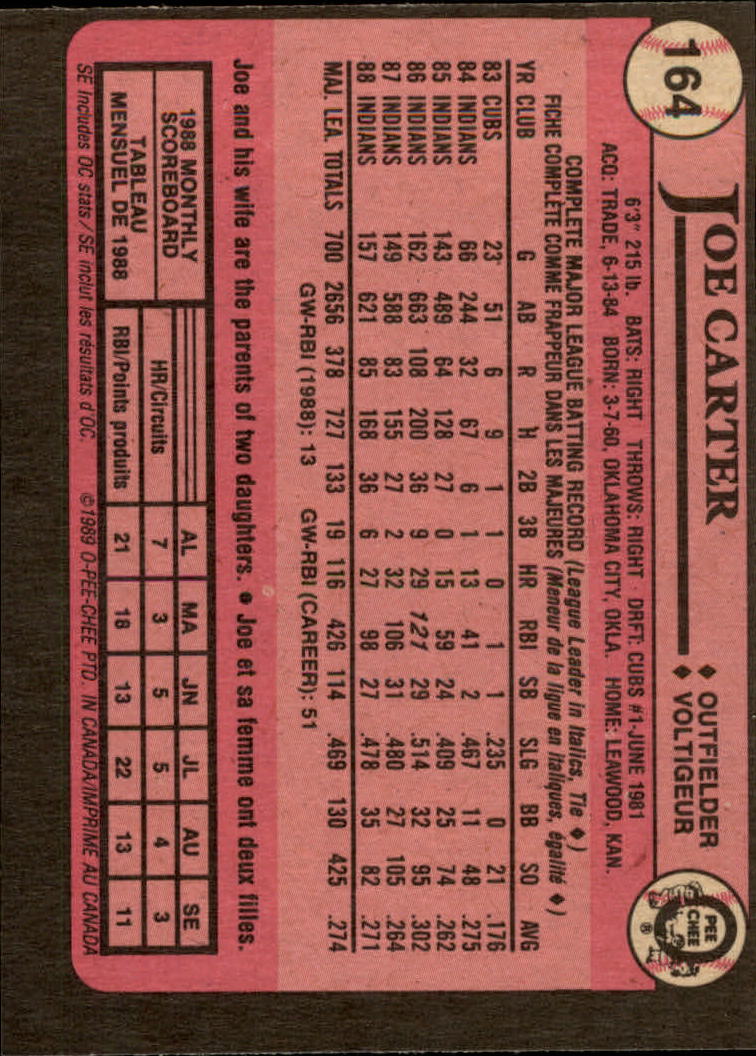 164
JOE CARTER
♦ OUTFIELDER
♦ VOLTIGEUR
O
PEE
CHEE
®
6'3" 215 lb. BATS: RIGHT THROWS: RIGHT DRFT: CUBS #1-JUNE 1981
ACQ: TRADE, 6-13-84 BORN: 3-7-60, OKLAHOMA CITY, OKLA. HOME: LEAWOOD, KAN.
COMPLETE MAJOR LEAGUE BATTING RECORD (League Leader in Italics, Tie ♦)
FICHE COMPLÈTE COMME FRAPPEUR DANS LES MAJEURES (Meneur de la ligue en italiques, égalité ♦)
YR CLUB G AB R H 2B 3B HR RBI SB SLG BB SO AVG
83 CUBS 23 51 6 9 1 1 0 1 1 .235 0 21 .176
84 INDIANS 66 244 32 67 6 1 13 41 2 .467 11 48 .275
85 INDIANS 143 489 64 128 27 0 15 59 24 .409 25 74 .262
86 INDIANS 162 663 108 200 36 9 29 121 29 .514 32 95 .302
87 INDIANS 149 588 83 155 27 2 32 106 31 .480 27 105 .264
88 INDIANS 157 621 85 168 36 6 27 98 27 .478 35 82 .271
MAJ. LEA. TOTALS 700 2656 378 727 133 19 116 426 114 .469 130 425 .274
GW-RBI (1988): 13 GW-RBI (CAREER): 51
Joe and his wife are the parents of two daughters. • Joe et sa femme ont deux filles.
1988 MONTHLY
SCOREBOARD
TABLEAU
MENSUEL DE 1988
AL MA JN JL AU SE
HR/Circuits 7 3 5 5 4 3
RBI/Points produits 21 18 13 22 13 11
SE Includes OC stats / SE inclut les résultats d'OC. ©1989 O-PEE-CHEE PTD. IN CANADA/IMPRIME AU CANADA